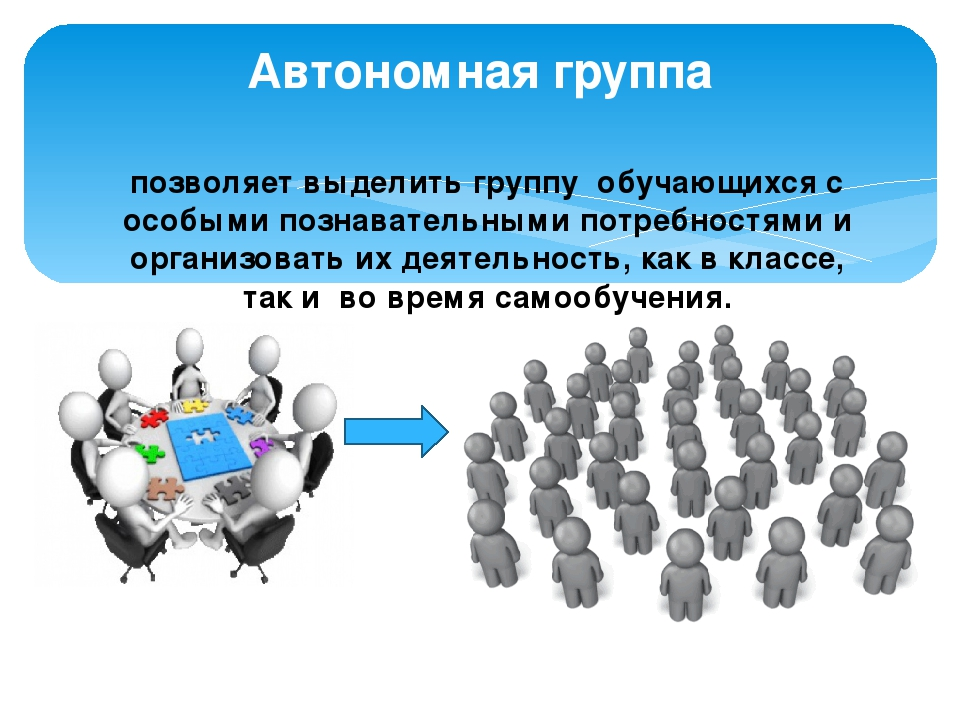 Автономная группа
позволяет выделить группу обучающихся с
особыми познавательными потребностями и
организовать их деятельность, как в классе,
так и во время самообучения.